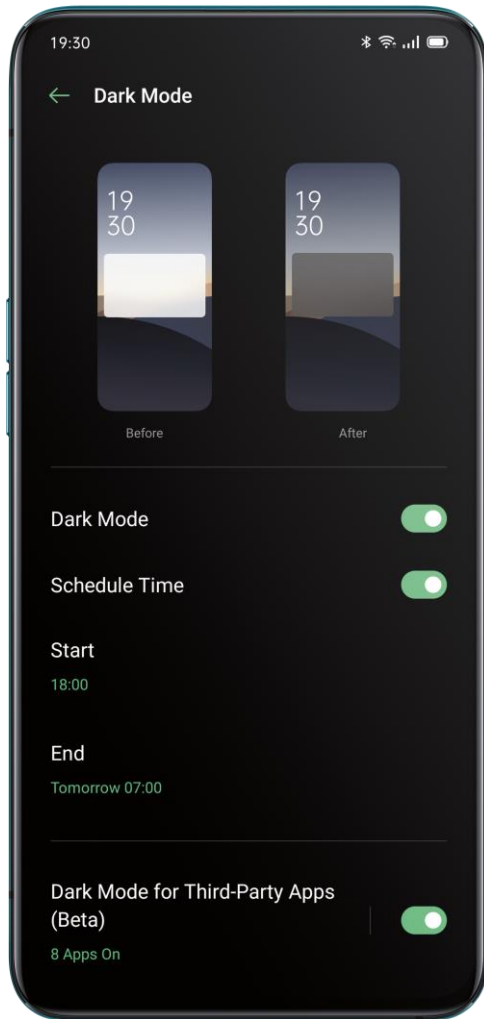 19:30
Dark Mode
19
30
19
30
Before
After
Dark Mode
Schedule Time
Start
18:00
End
Tomorrow 07:00
Dark Mode for Third-Party Apps
(Beta)
8 Apps On